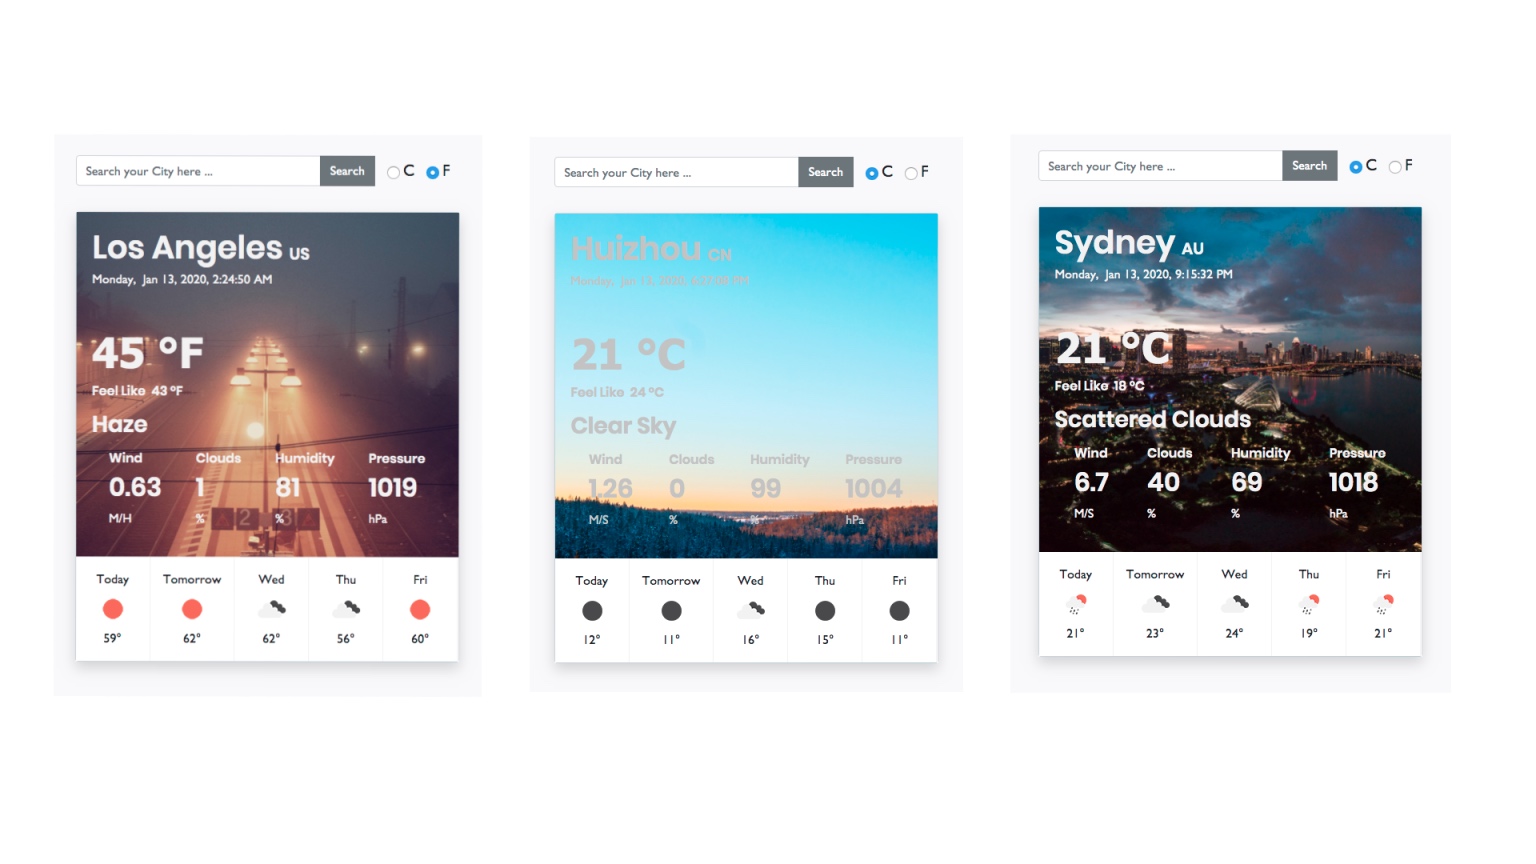 Search your City here ...
Search
C
F
Los Angeles US
Monday, Jan 13, 2020, 2:24:50 AM
45 °F
Feel Like 43 °F
Haze
Wind Clouds Humidity Pressure
0.63 1 81 1019
M/H % % hPa
Today Tomorrow Wed Thu Fri
59° 62° 62° 56° 60°
Search your City here ...
Search
C
F
Huizhou CN
Monday, Jan 13, 2020,
21 °C
Feel Like 24 °C
Clear Sky
Wind Clouds Humidity Pressure
1.26 0 99 1004
M/S % % hPa
Today Tomorrow Wed Thu Fri
12° 11° 16° 15° 11°
Search your City here ...
Search
C
F
Sydney AU
Monday, Jan 13, 2020, 9:15:32 PM
21 °C
Feel Like 18 °C
Scattered Clouds
Wind Clouds Humidity Pressure
6.7 40 69 1018
M/S % % hPa
Today Tomorrow Wed Thu Fri
21° 23° 24° 19° 21°